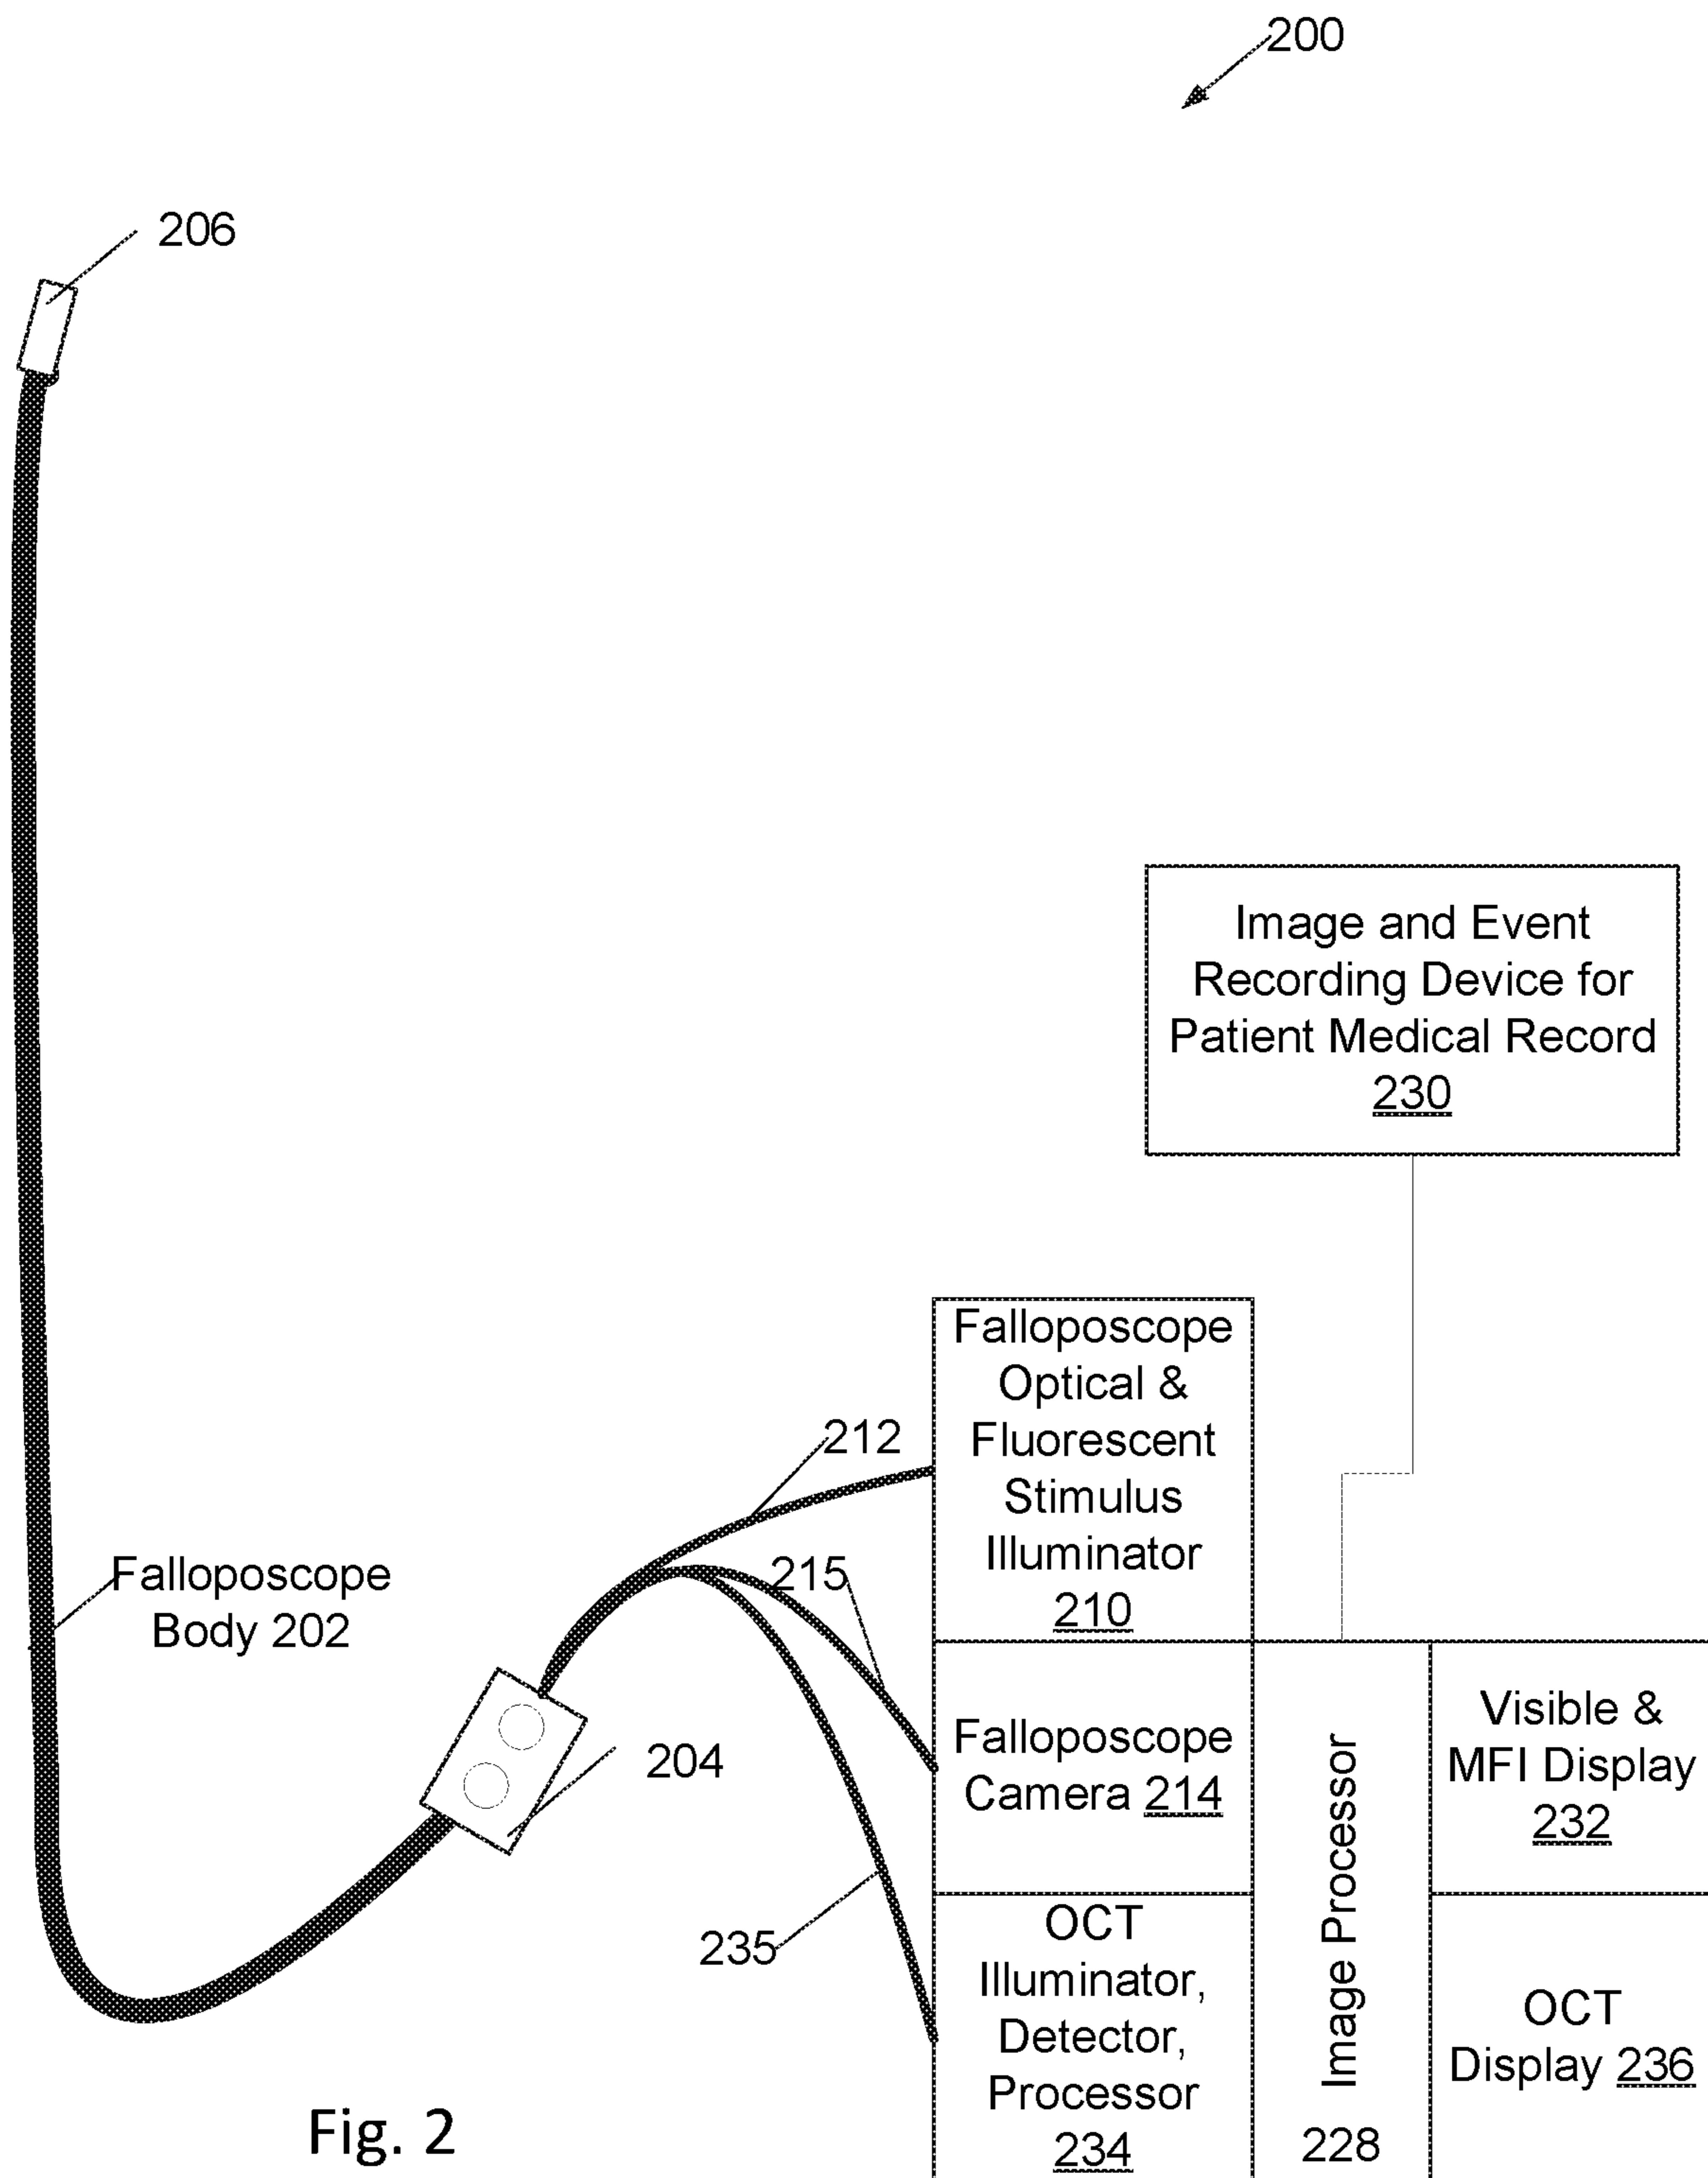 200
206
Image and Event
Recording Device for
Patient Medical Record
230
Falloposcope
Optical &
Fluorescent
Stimulus
Illuminator
210
212
215
Falloposcope
Body 202
204
235
Falloposcope
Camera 214
OCT
Illuminator,
Detector,
Processor
234
Image Processor
228
Visible &
MFI Display
232
OCT
Display 236
Fig. 2